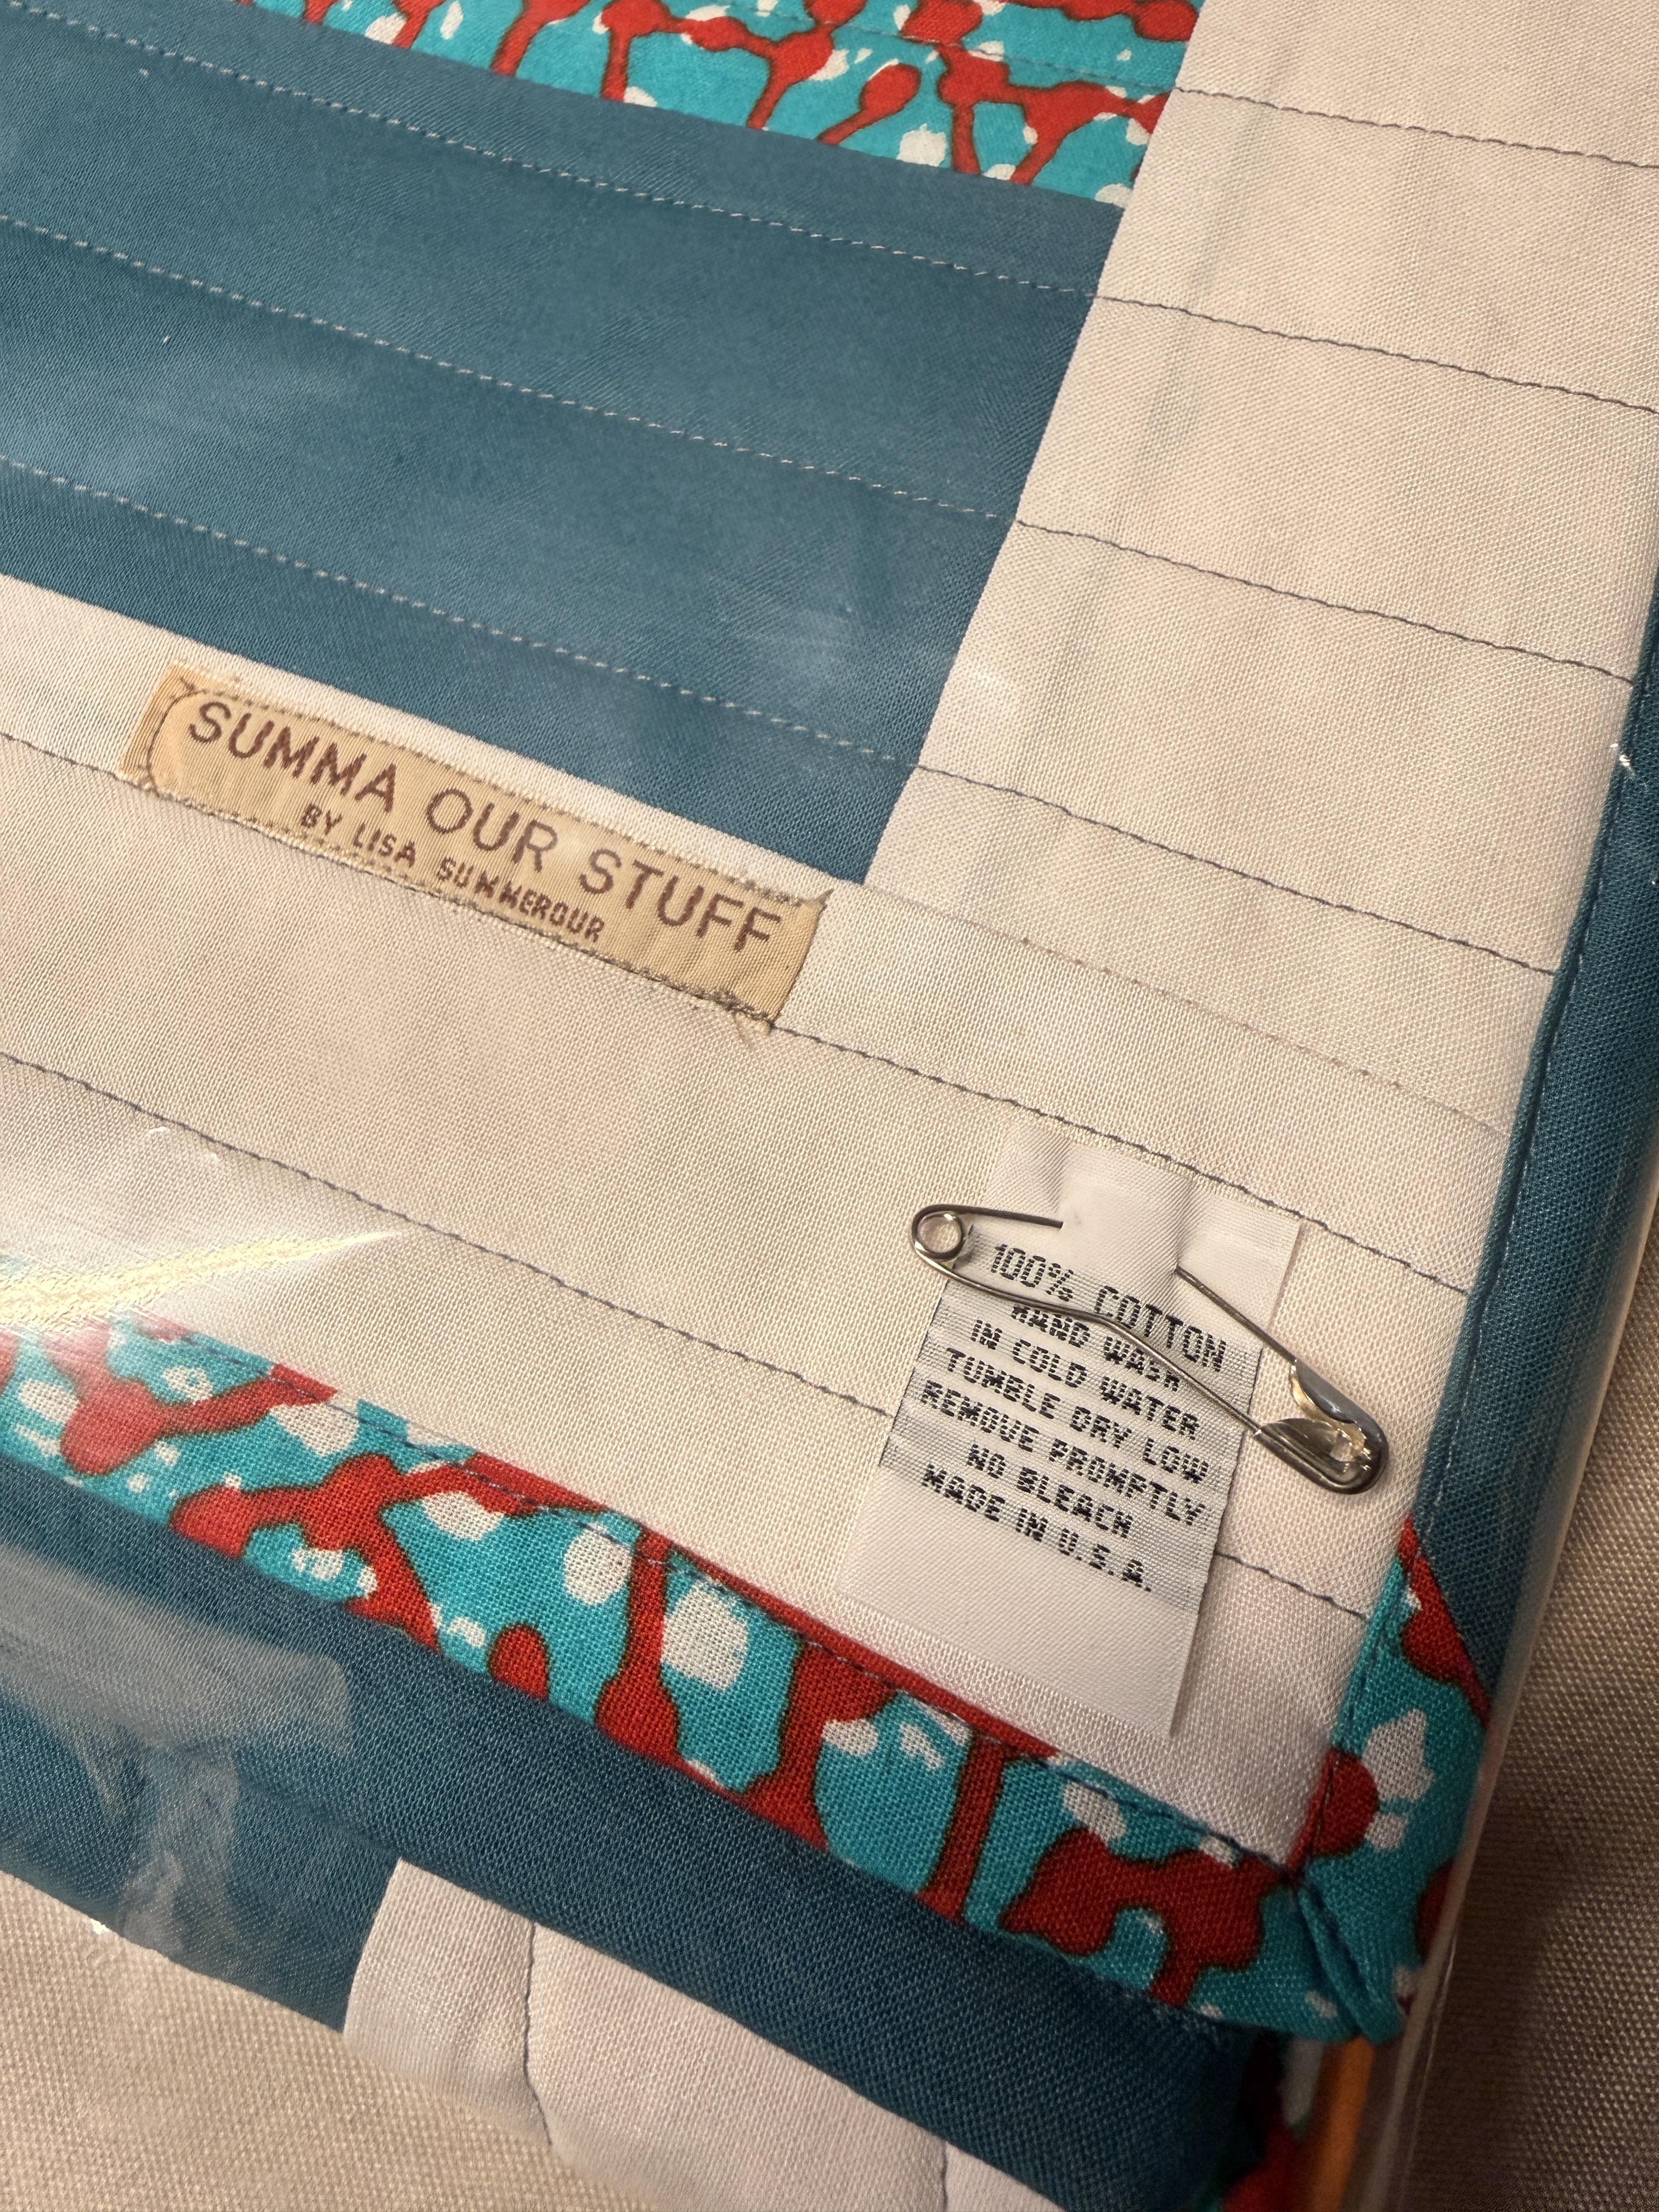 SUMMA OUR STUFF
BY LISA SUMMEROUR
100% COTTON
HAND WASH
IN COLD WATER
TUMBLE DRY LOW
REMOVE PROMPTLY
NO BLEACH
MADE IN U.S.A.